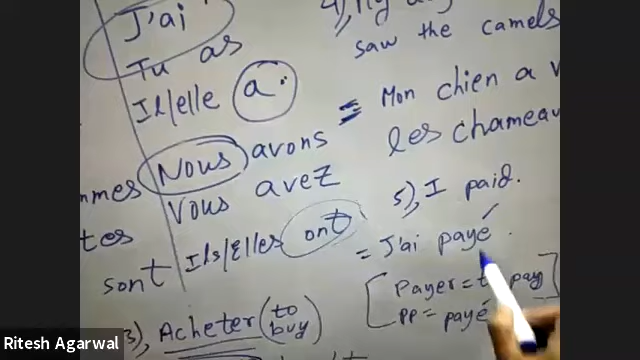 J'ai
Tu as
Il/elle a.
Nous avons
Vous avez
Ils/Elles ont
sont
3), Acheter (to buy)
4),
saw the camels
= Mon chien a
les
5), I paid.
= J'ai payé.
[Payer = to pay]
PP = payé
Ritesh Agarwal